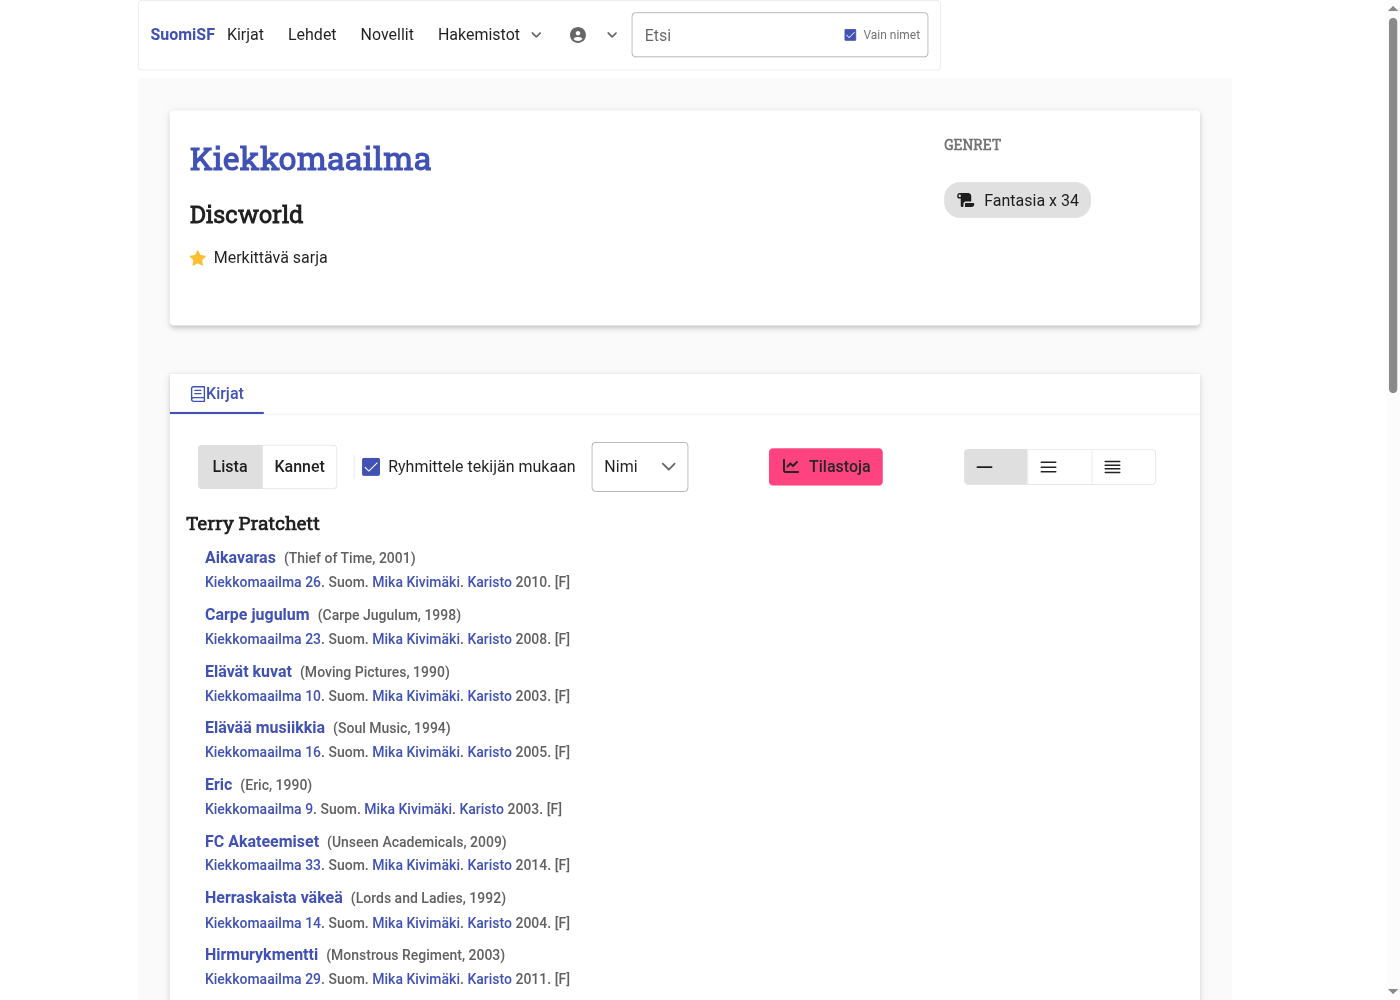 SuomiSF Kirjat Lehdet Novellit Hakemistot Etsi Vain nimet
Kiekkomaailma
Discworld
Merkittävä sarja
GENRET
Fantasia x 34
Kirjat
Lista Kannet Ryhmittele tekijän mukaan Nimi Tilastoja
Terry Pratchett
Aikavaras (Thief of Time, 2001)
Kiekkomaailma 26. Suom. Mika Kivimäki. Karisto 2010. [F]
Carpe jugulum (Carpe Jugulum, 1998)
Kiekkomaailma 23. Suom. Mika Kivimäki. Karisto 2008. [F]
Elävät kuvat (Moving Pictures, 1990)
Kiekkomaailma 10. Suom. Mika Kivimäki. Karisto 2003. [F]
Elävää musiikkia (Soul Music, 1994)
Kiekkomaailma 16. Suom. Mika Kivimäki. Karisto 2005. [F]
Eric (Eric, 1990)
Kiekkomaailma 9. Suom. Mika Kivimäki. Karisto 2003. [F]
FC Akateemiset (Unseen Academicals, 2009)
Kiekkomaailma 33. Suom. Mika Kivimäki. Karisto 2014. [F]
Herraskaista väkeä (Lords and Ladies, 1992)
Kiekkomaailma 14. Suom. Mika Kivimäki. Karisto 2004. [F]
Hirmurykmentti (Monstrous Regiment, 2003)
Kiekkomaailma 29. Suom. Mika Kivimäki. Karisto 2011. [F]